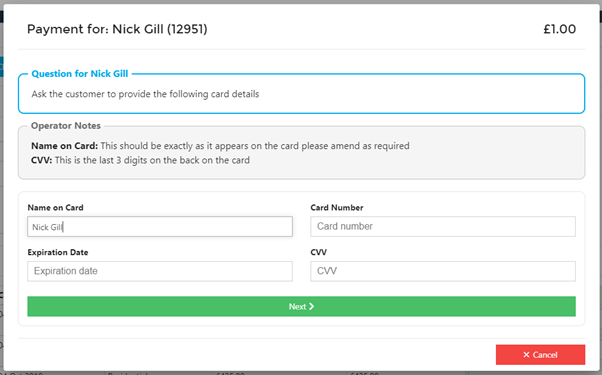 Payment for: Nick Gill (12951) £1.00
Question for Nick Gill
Ask the customer to provide the following card details
Operator Notes
Name on Card: This should be exactly as it appears on the card please amend as required
CVV: This is the last 3 digits on the back on the card
Name on Card Card Number
Nick Gill Card number
Expiration Date CVV
Expiration date CVV
Next
Cancel